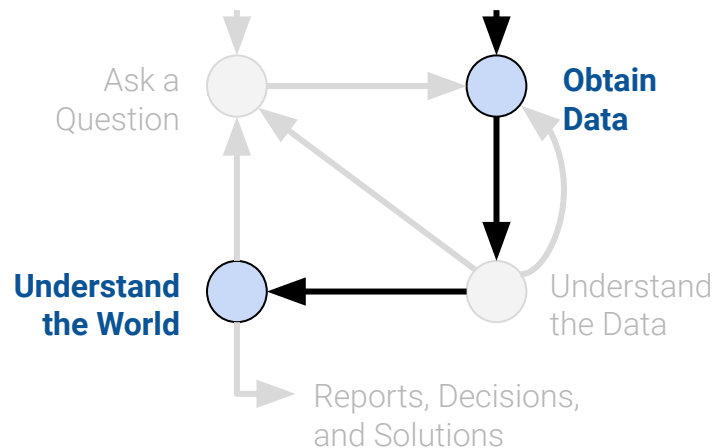 Ask a
Question
Obtain
Data
Understand
the World
Understand
the Data
Reports, Decisions,
and Solutions